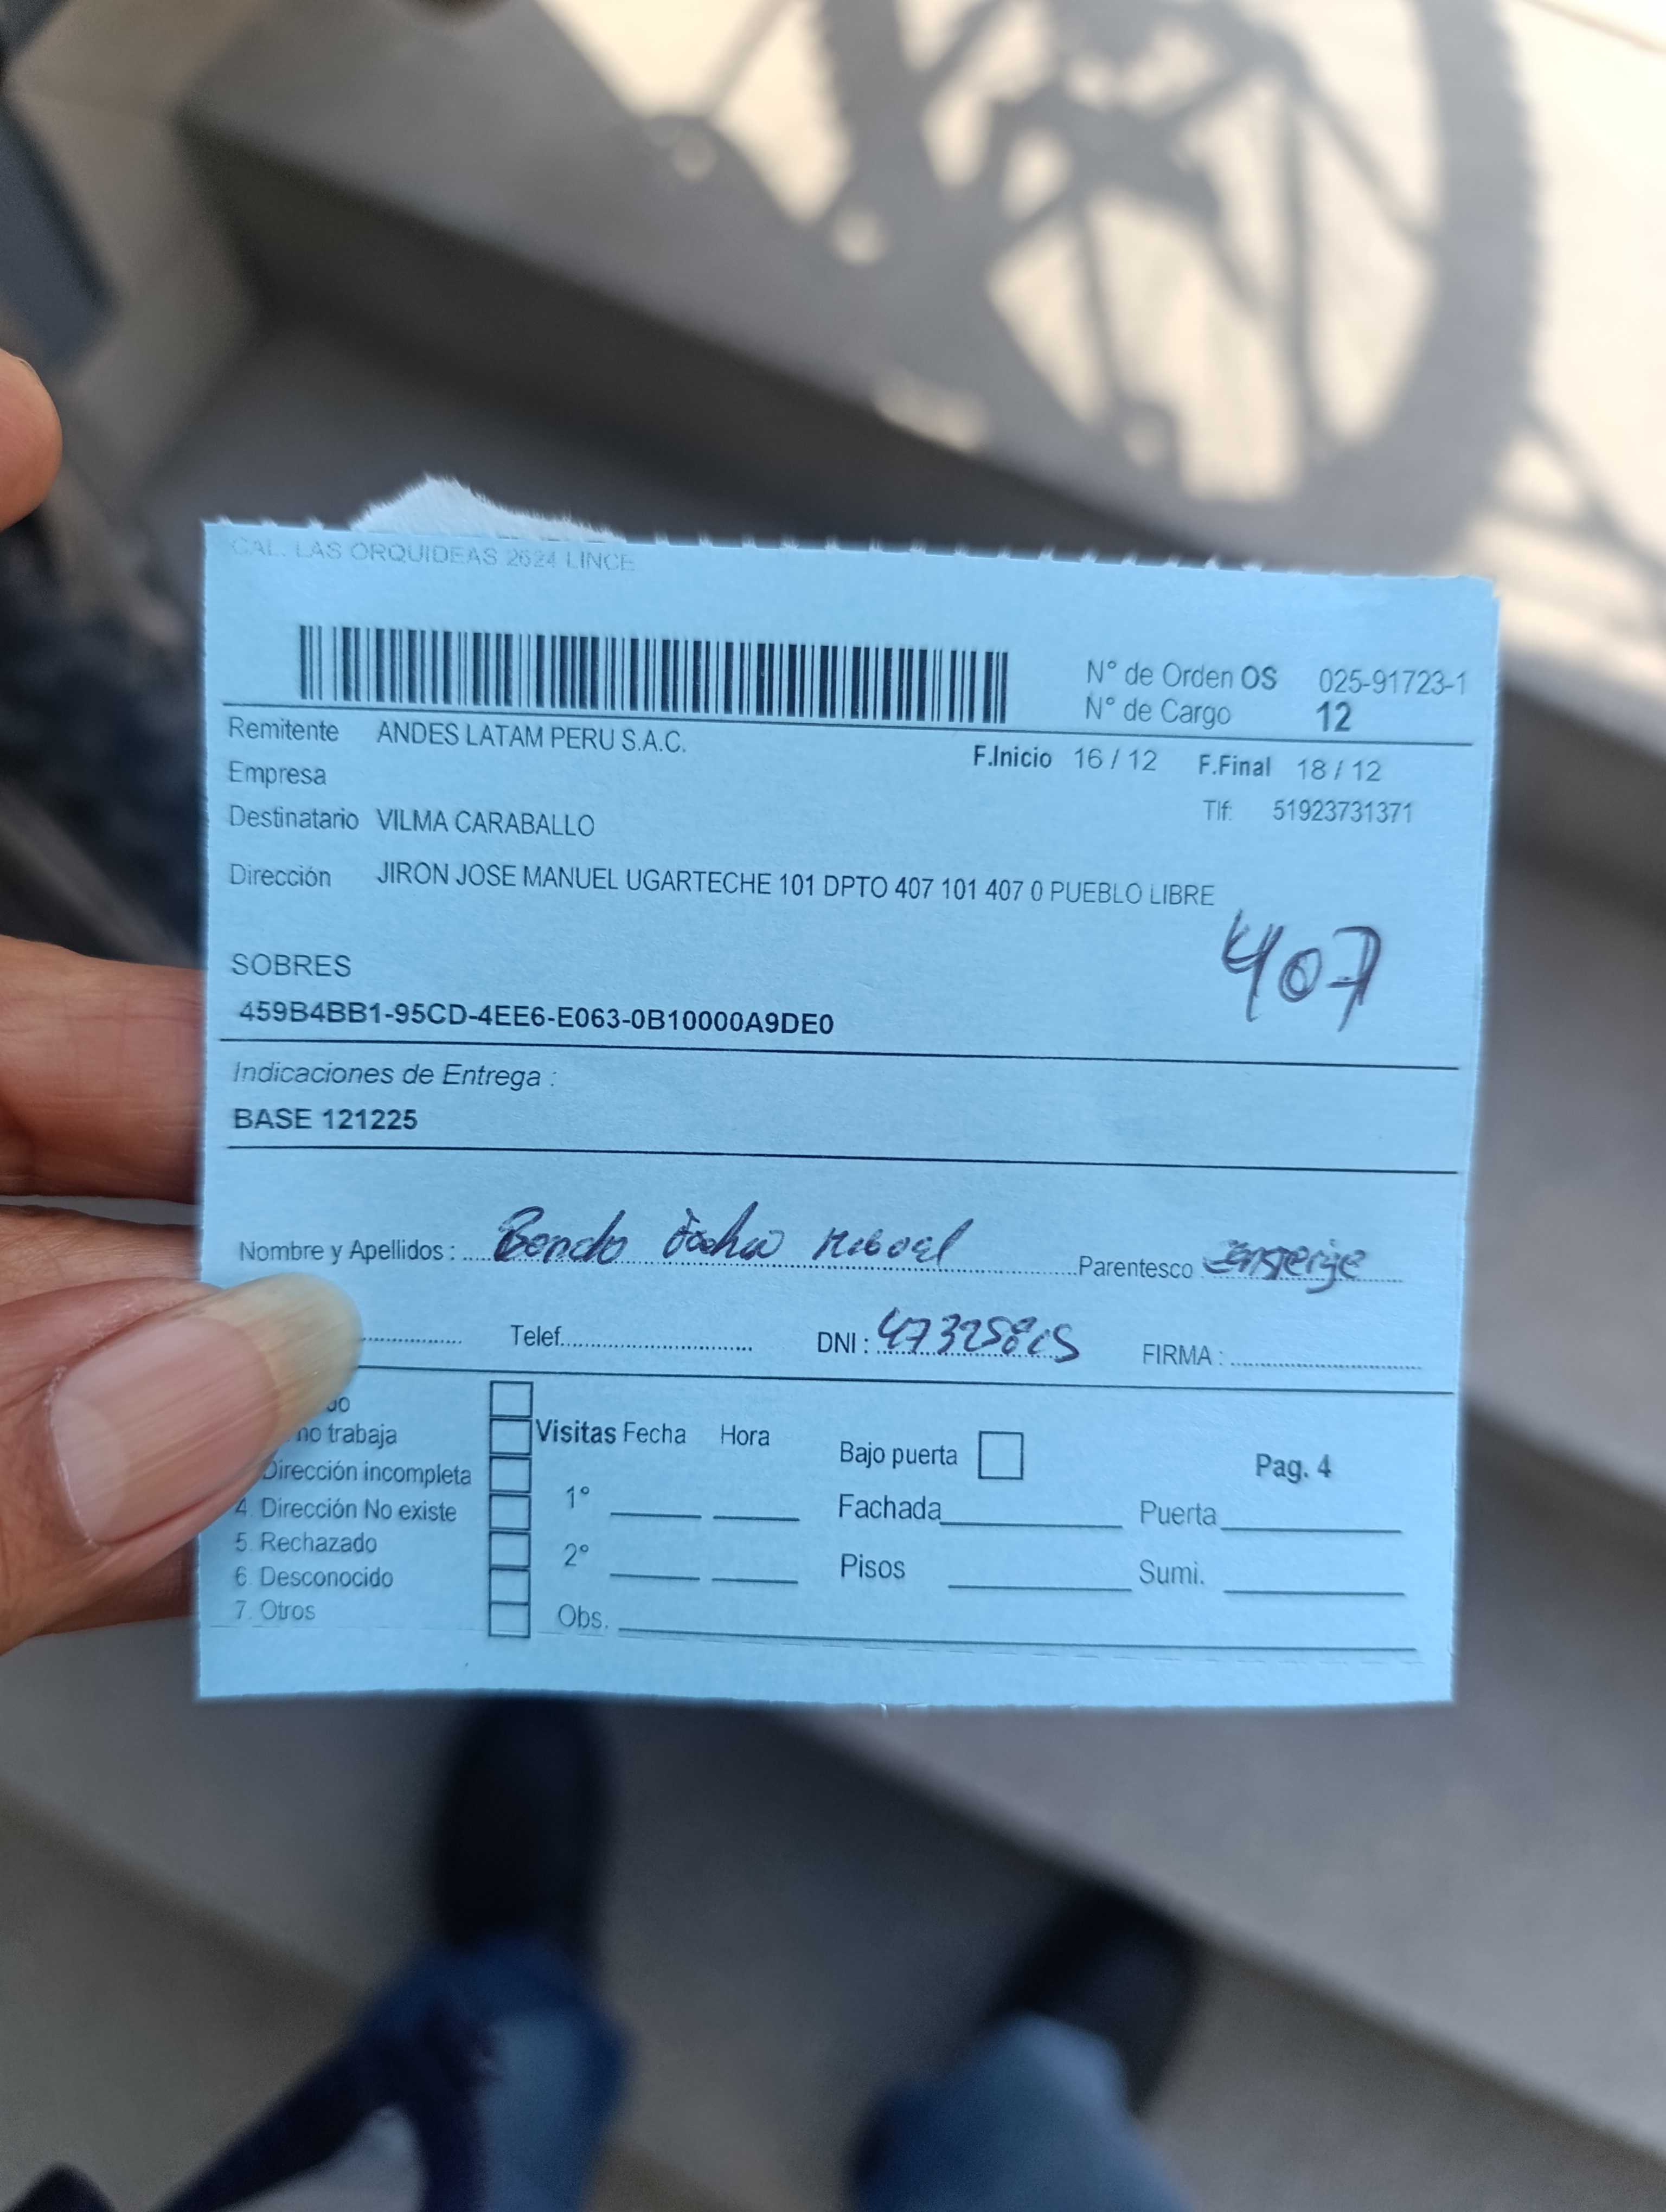 CAL. LAS ORQUIDEAS 2624 LINCE
N° de Orden OS 025-91723-1
N° de Cargo 12
Remitente ANDES LATAM PERU S.A.C.
F.Inicio 16 / 12 F.Final 18 / 12
Empresa
Tlf: 51923731371
Destinatario VILMA CARABALLO
Dirección JIRON JOSE MANUEL UGARTECHE 101 DPTO 407 101 407 0 PUEBLO LIBRE
407
SOBRES
459B4BB1-95CD-4EE6-E063-0B10000A9DE0
Indicaciones de Entrega :
BASE 121225
Nombre y Apellidos : Parentesco
Telef. DNI : FIRMA :
no trabaja
Visitas Fecha Hora
Dirección incompleta
Bajo puerta Pag. 4
4. Dirección No existe
1° Fachada Puerta
5. Rechazado
6 Desconocido
2° Pisos Sumi.
7. Otros
Obs.